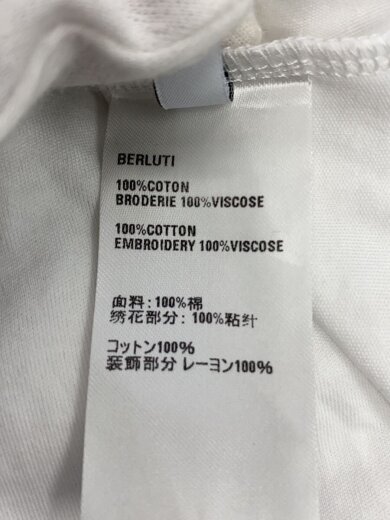 BERLUTI
100%COTON
BRODERIE 100%VISCOSE
100%COTTON
EMBROIDERY 100%VISCOSE
面料: 100%棉
绣花部分: 100%粘针
コットン100%
装飾部分 レーヨン100%